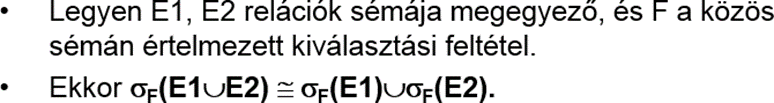 • Legyen E1, E2 relációk sémája megegyező, és F a közös
sémán értelmezett kiválasztási feltétel.
• Ekkor σF(E1∪E2) ≅ σF(E1)∪σF(E2).